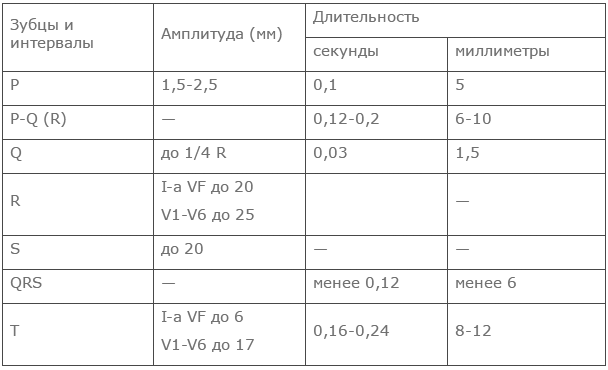 Зубцы и интервалы Амплитуда (мм) Длительность
секунды миллиметры
P 1,5-2,5 0,1 5
P-Q (R) — 0,12-0,2 6-10
Q до 1/4 R 0,03 1,5
R I-a VF до 20 —
V1-V6 до 25
S до 20 — —
QRS — менее 0,12 менее 6
T I-a VF до 6 0,16-0,24 8-12
V1-V6 до 17